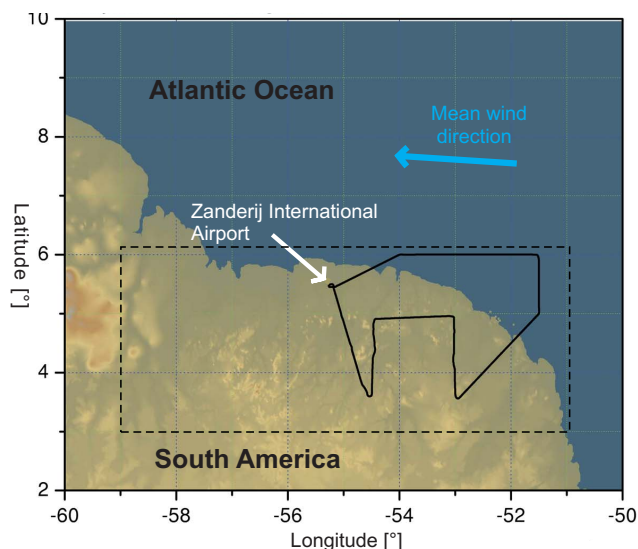 10
Atlantic Ocean
8
Mean wind
direction
Zanderij International
Airport
Latitude [°]
6
4
South America
2
-60
-58
-56
-54
-52
-50
Longitude [°]